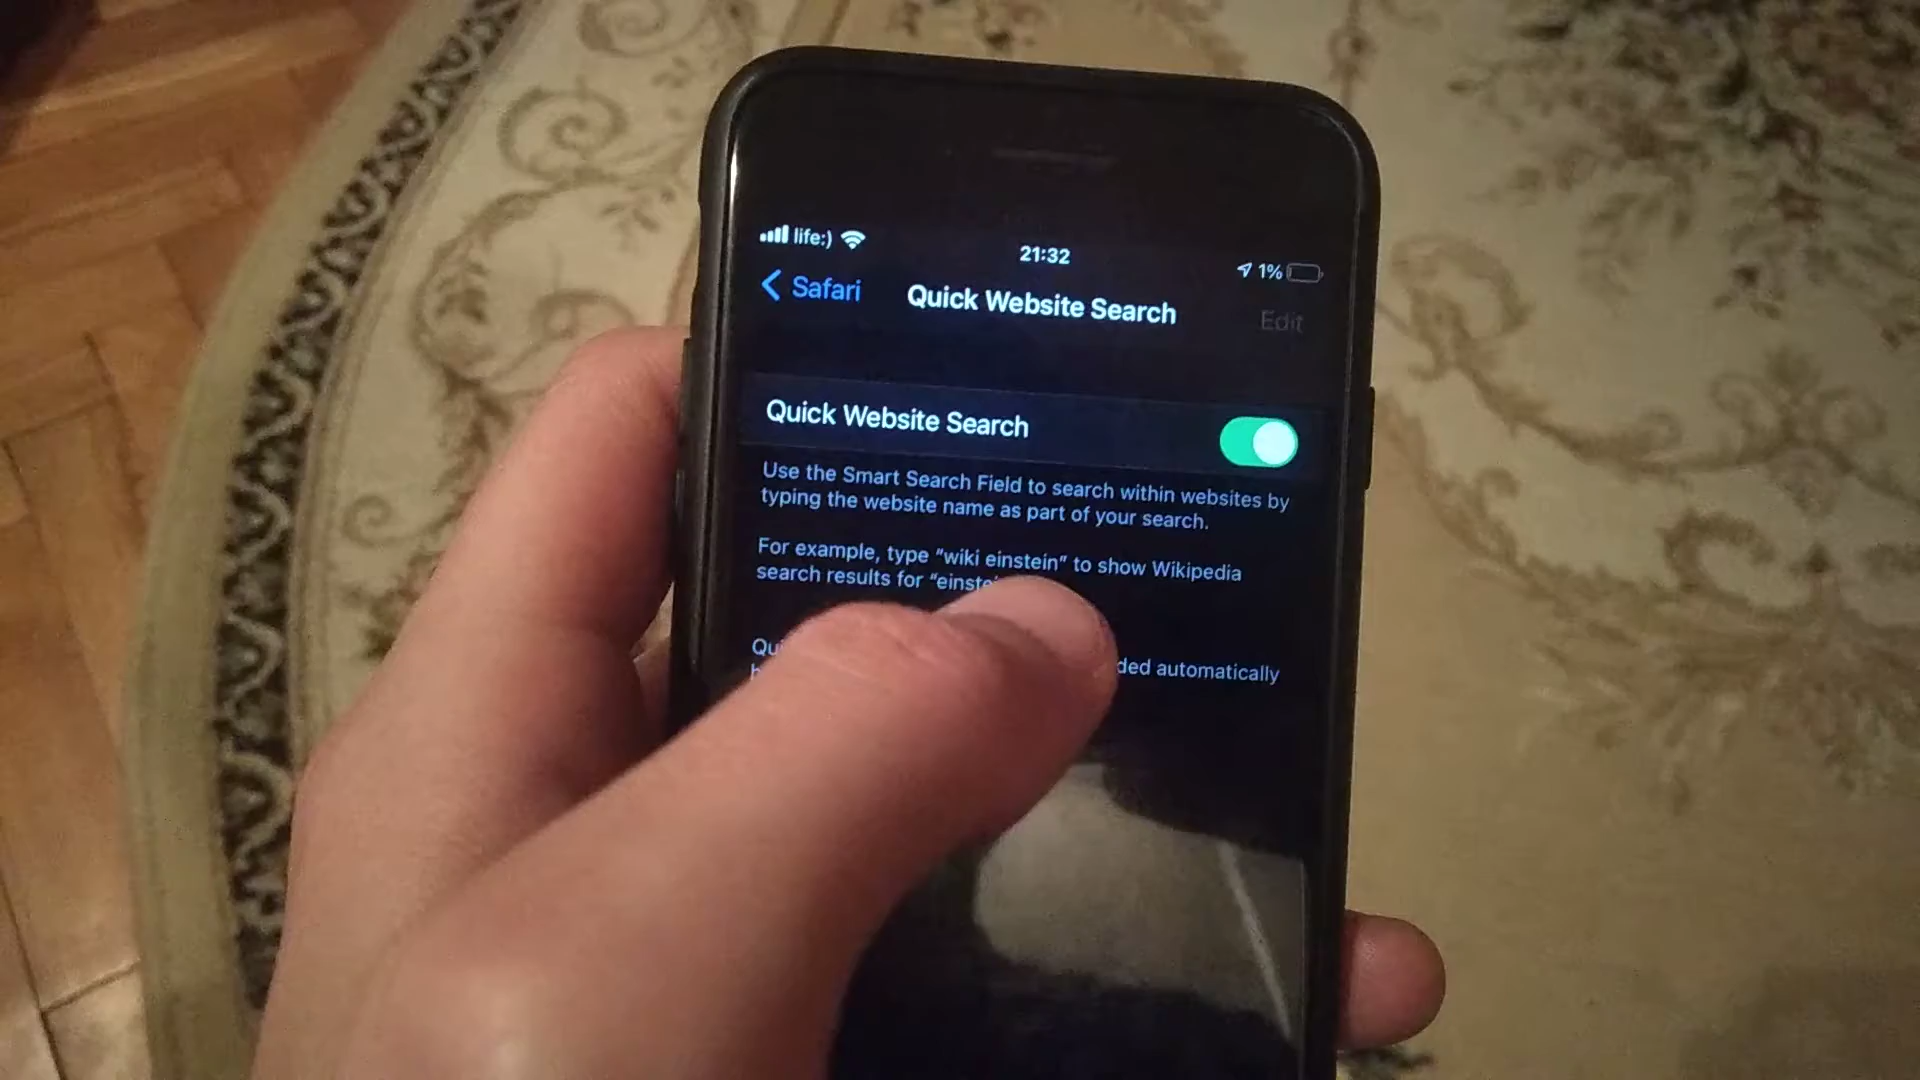 life:)
21:32
1%
Safari
Quick Website Search
Edit
Quick Website Search
Use the Smart Search Field to search within websites by
typing the website name as part of your search.
For example, type “wiki einstein” to show Wikipedia
search results for
automatically